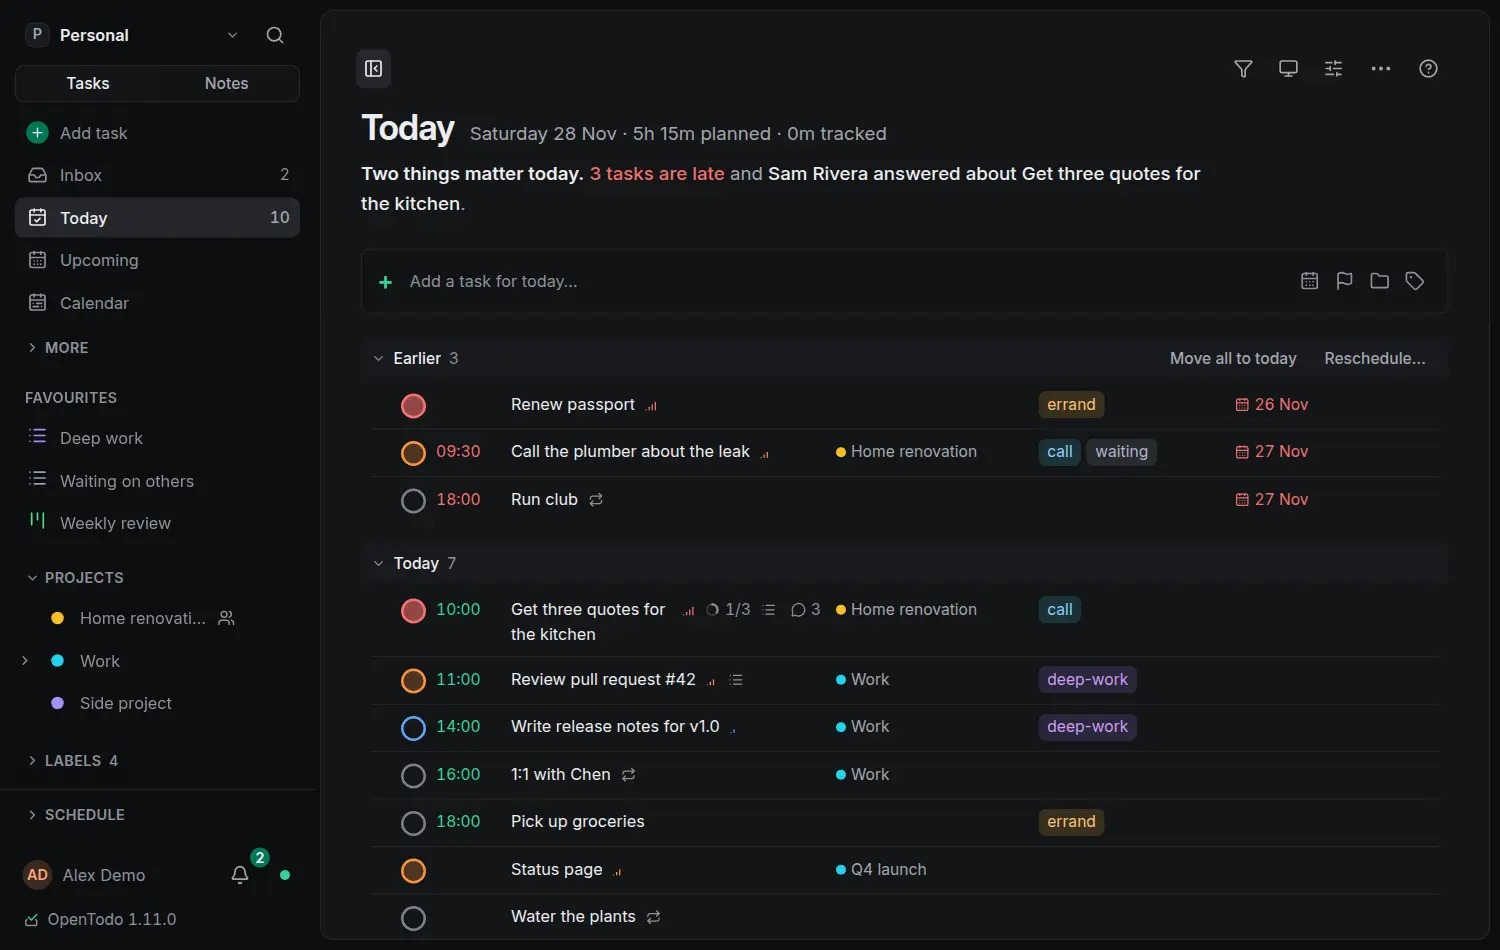 P Personal
Tasks Notes
Add task
Inbox 2
Today 10
Upcoming
Calendar
MORE
FAVOURITES
Deep work
Waiting on others
Weekly review
PROJECTS
Home renovati...
Work
Side project
LABELS 4
SCHEDULE
AD Alex Demo 2
OpenTodo 1.11.0
Today Saturday 28 Nov · 5h 15m planned · 0m tracked
Two things matter today. 3 tasks are late and Sam Rivera answered about Get three quotes for
the kitchen.
Add a task for today...
Earlier 3 Move all to today Reschedule...
Renew passport errand 26 Nov
09:30 Call the plumber about the leak Home renovation call waiting 27 Nov
18:00 Run club 27 Nov
Today 7
10:00 Get three quotes for 1/3 3 Home renovation call
the kitchen
11:00 Review pull request #42 Work deep-work
14:00 Write release notes for v1.0 Work deep-work
16:00 1:1 with Chen Work
18:00 Pick up groceries errand
Status page Q4 launch
Water the plants